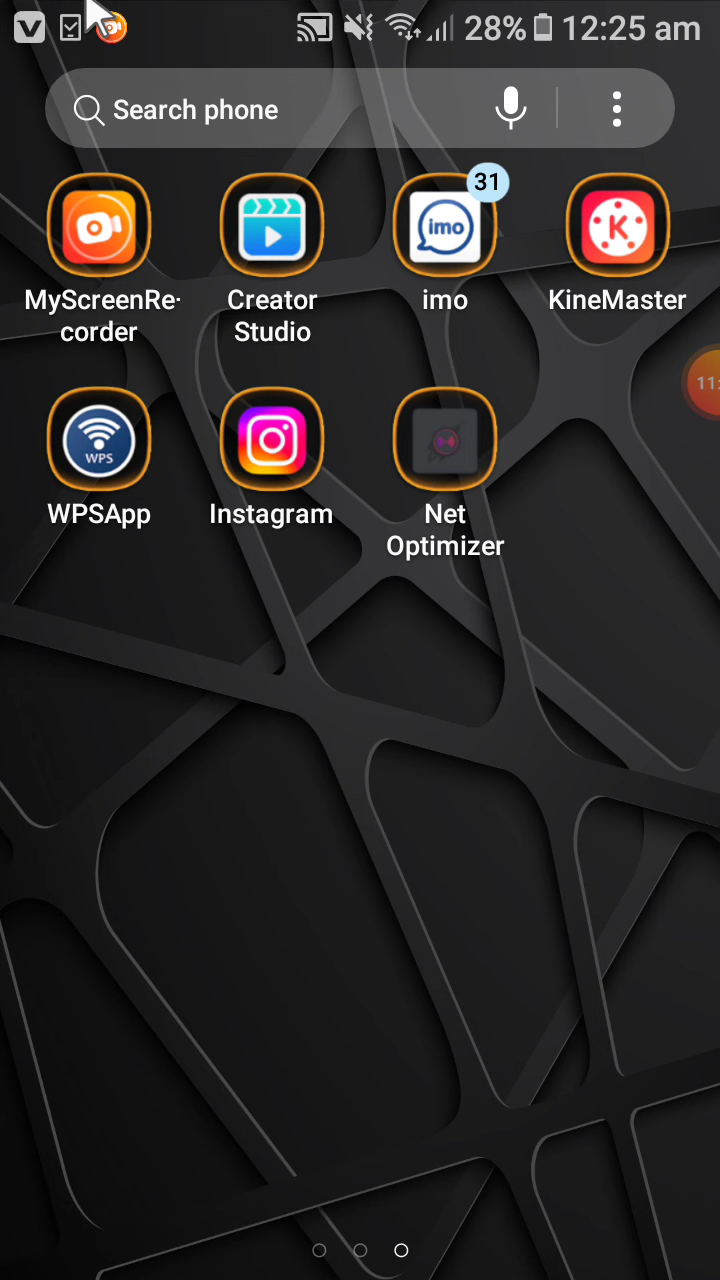 28% 12:25 am
Search phone
31
imo
K
MyScreenRe
corder
Creator
Studio
imo
KineMaster
11:
WPS
WPSApp
Instagram
Net
Optimizer